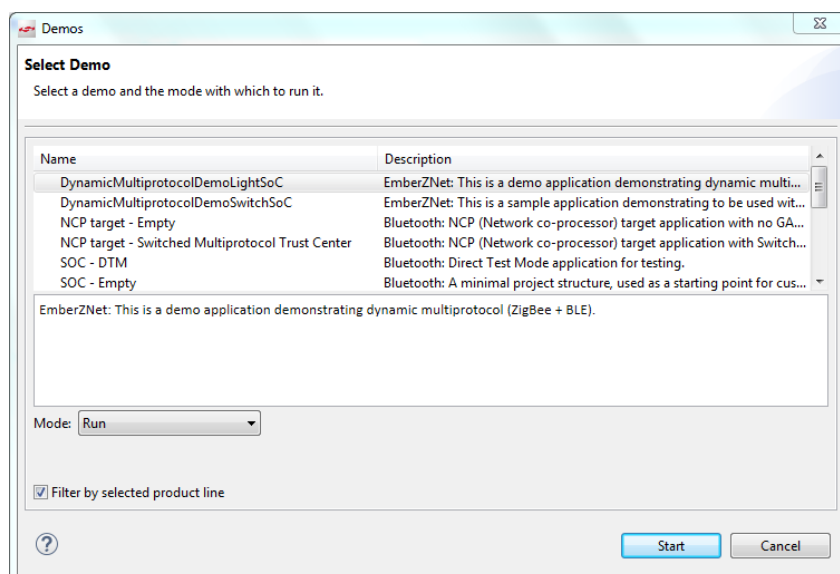 Demos
Select Demo
Select a demo and the mode with which to run it.
Name Description
DynamicMultiprotocolDemoLightSoC EmberZNet: This is a demo application demonstrating dynamic multi...
DynamicMultiprotocolDemoSwitchSoC EmberZNet: This is a sample application demonstrating to be used wit...
NCP target - Empty Bluetooth: NCP (Network co-processor) target application with no GA...
NCP target - Switched Multiprotocol Trust Center Bluetooth: NCP (Network co-processor) target application with Switch...
SOC - DTM Bluetooth: Direct Test Mode application for testing.
SOC - Empty Bluetooth: A minimal project structure, used as a starting point for cus...
EmberZNet: This is a demo application demonstrating dynamic multiprotocol (ZigBee + BLE).
Mode: Run
Filter by selected product line
? Start Cancel